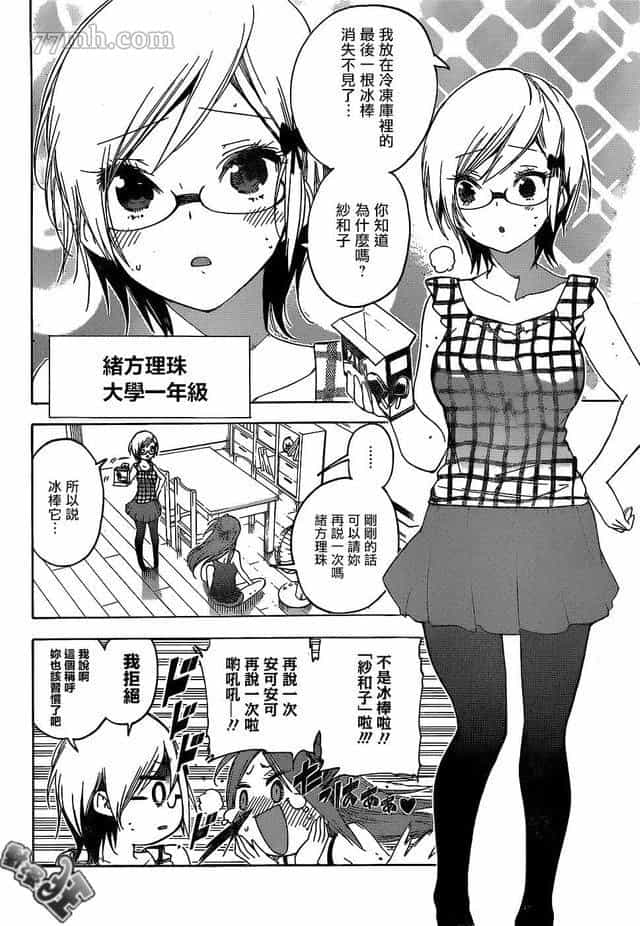 77mh.com
我放在冷凍庫裡的
最後一根冰棒
消失不見了…
你知道
為什麼嗎？
紗和子
緒方理珠
大學一年級
…
剛剛的話
可以請妳
再說一次嗎
緒方理珠
所以說
冰棒它…
不是冰棒啦!!
「紗和子」啦!!!
再說一次啦
安可安可
再說一次啦
喲吼吼—!!
我拒絕
我說啊
這個稱呼
妳也該習慣了吧
ドドド